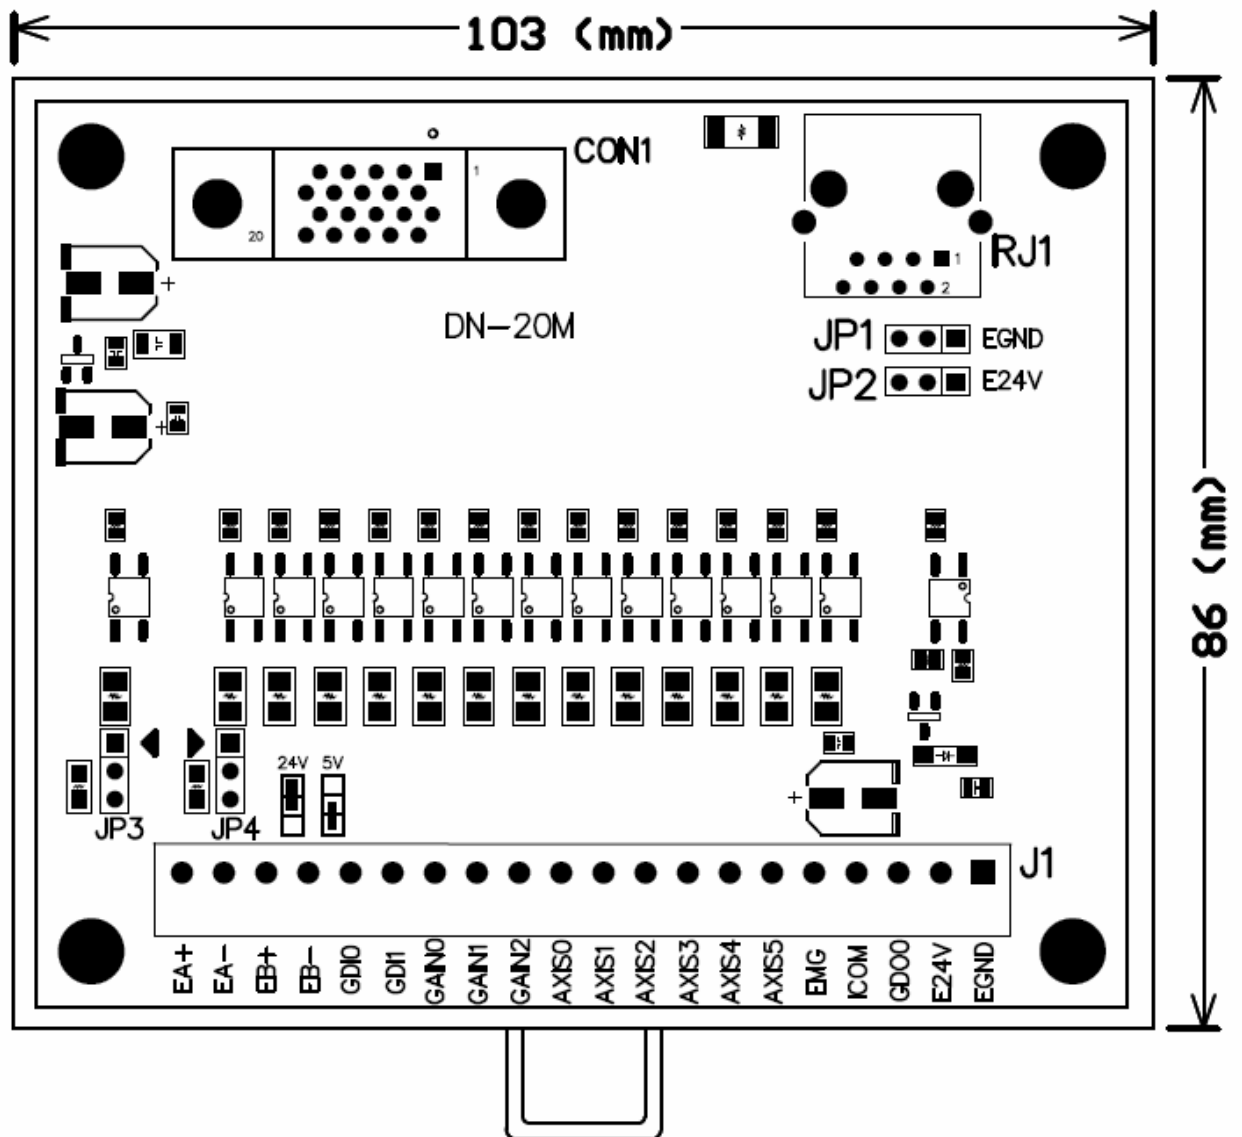 103 (mm)
CON1
1
20
RJ1
1
2
DN-20M
JP1 EGND
JP2 E24V
86 (mm)
24V 5V
JP3 JP4
J1
EA+
EA-
EB+
EB-
GDI0
GDI1
GAIN0
GAIN1
GAIN2
AXIS0
AXIS1
AXIS2
AXIS3
AXIS4
AXIS5
EMG
ICOM
GDO0
E24V
EGND